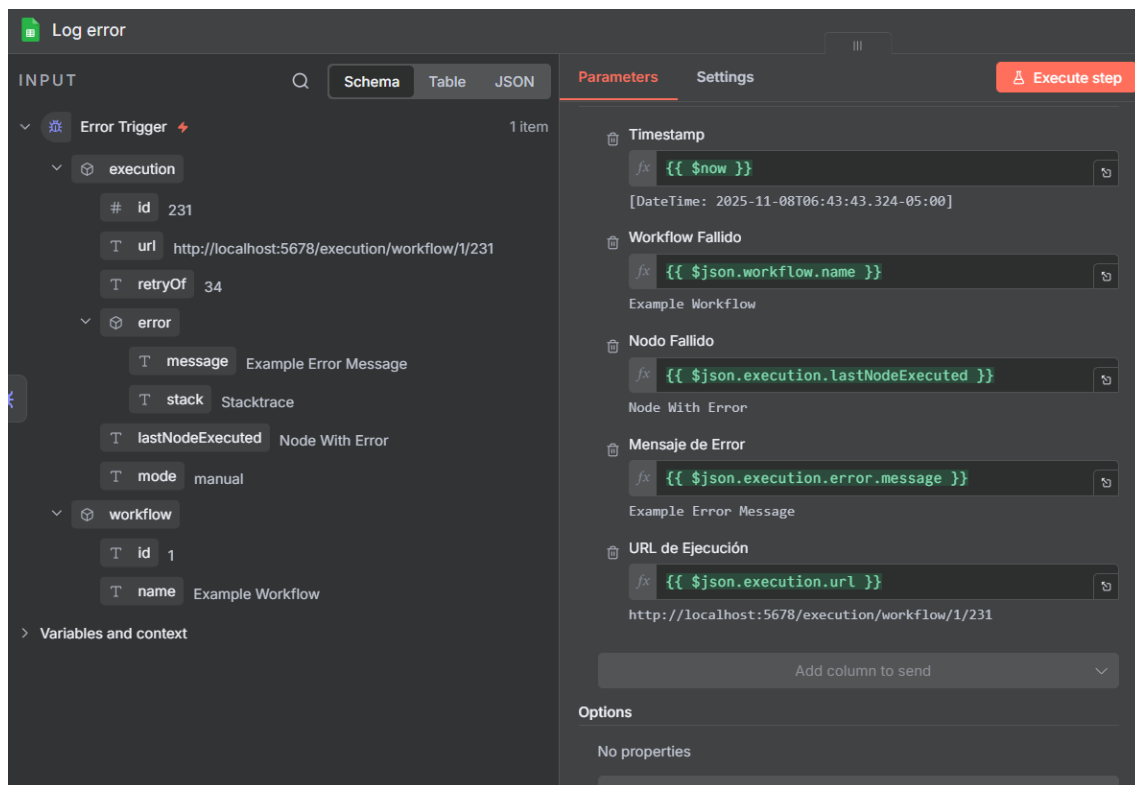 Log error
INPUT
Schema
Table
JSON
Error Trigger
1 item
execution
# id 231
T url http://localhost:5678/execution/workflow/1/231
T retryOf 34
error
T message Example Error Message
T stack Stacktrace
T lastNodeExecuted Node With Error
T mode manual
workflow
T id 1
T name Example Workflow
Variables and context
Parameters
Settings
Execute step
Timestamp
fx {{ $now }}
[DateTime: 2025-11-08T06:43:43.324-05:00]
Workflow Fallido
fx {{ $json.workflow.name }}
Example Workflow
Nodo Fallido
fx {{ $json.execution.lastNodeExecuted }}
Node With Error
Mensaje de Error
fx {{ $json.execution.error.message }}
Example Error Message
URL de Ejecución
fx {{ $json.execution.url }}
http://localhost:5678/execution/workflow/1/231
Add column to send
Options
No properties